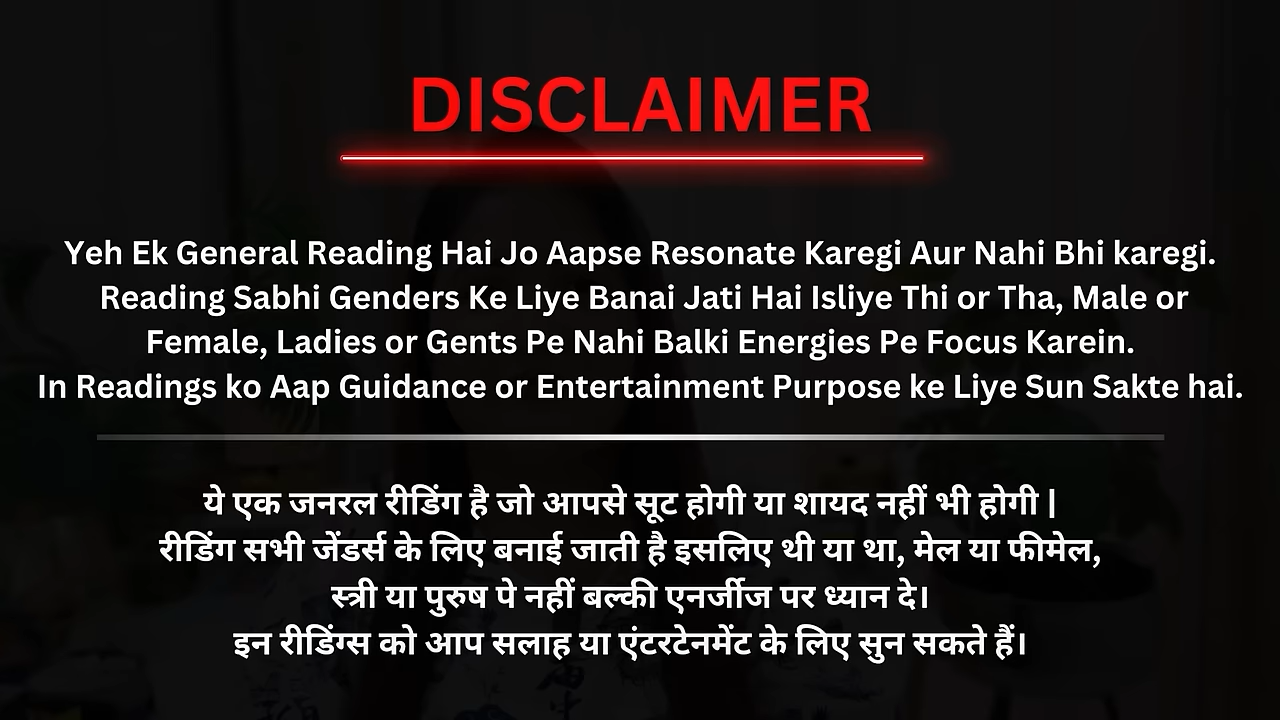 DISCLAIMER
Yeh Ek General Reading Hai Jo Aapse Resonate Karegi Aur Nahi Bhi karegi.
Reading Sabhi Genders Ke Liye Banai Jati Hai Isliye Thi or Tha, Male or
Female, Ladies or Gents Pe Nahi Balki Energies Pe Focus Karein.
In Readings ko Aap Guidance or Entertainment Purpose ke Liye Sun Sakte hai.
ये एक जनरल रीडिंग है जो आपसे सूट होगी या शायद नहीं भी होगी |
रीडिंग सभी जेंडर्स के लिए बनाई जाती है इसलिए थी या था, मेल या फीमेल,
स्त्री या पुरुष पे नहीं बल्की एनर्जीज पर ध्यान दे।
इन रीडिंग्स को आप सलाह या एंटरटेनमेंट के लिए सुन सकते हैं।